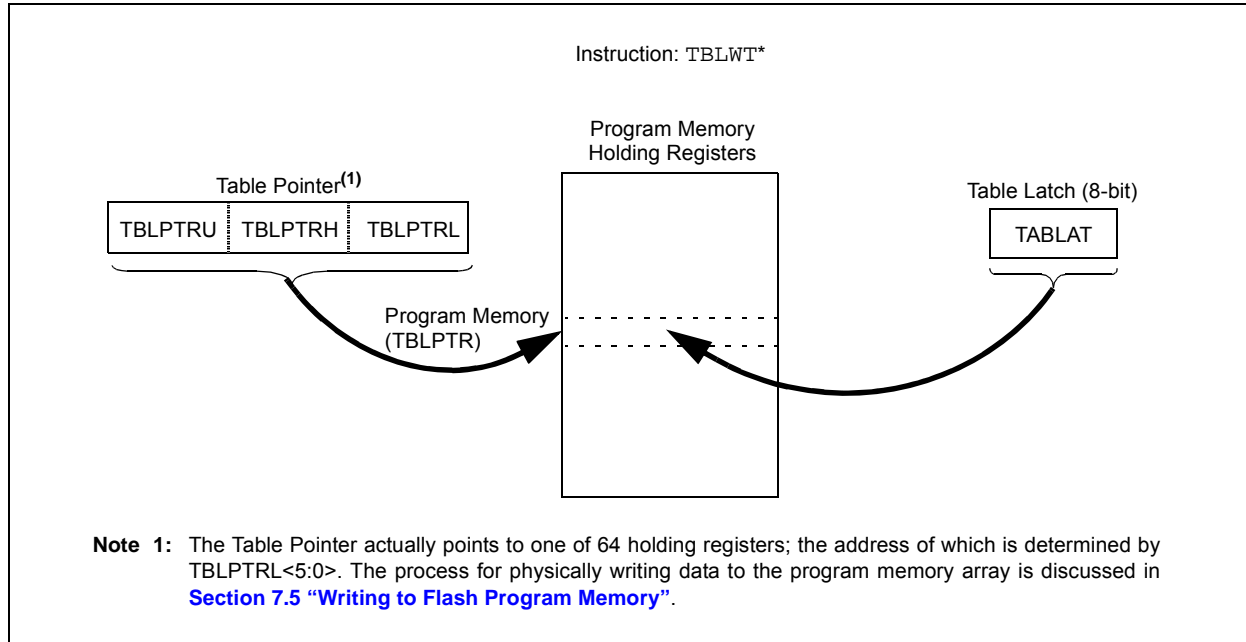 Instruction: TBLWT*
Program Memory
Holding Registers
Table Pointer(1)
Table Latch (8-bit)
TBLPTRU TBLPTRH TBLPTRL
TABLAT
Program Memory
(TBLPTR)
Note 1: The Table Pointer actually points to one of 64 holding registers; the address of which is determined by
TBLPTRL<5:0>. The process for physically writing data to the program memory array is discussed in
Section 7.5 “Writing to Flash Program Memory”.